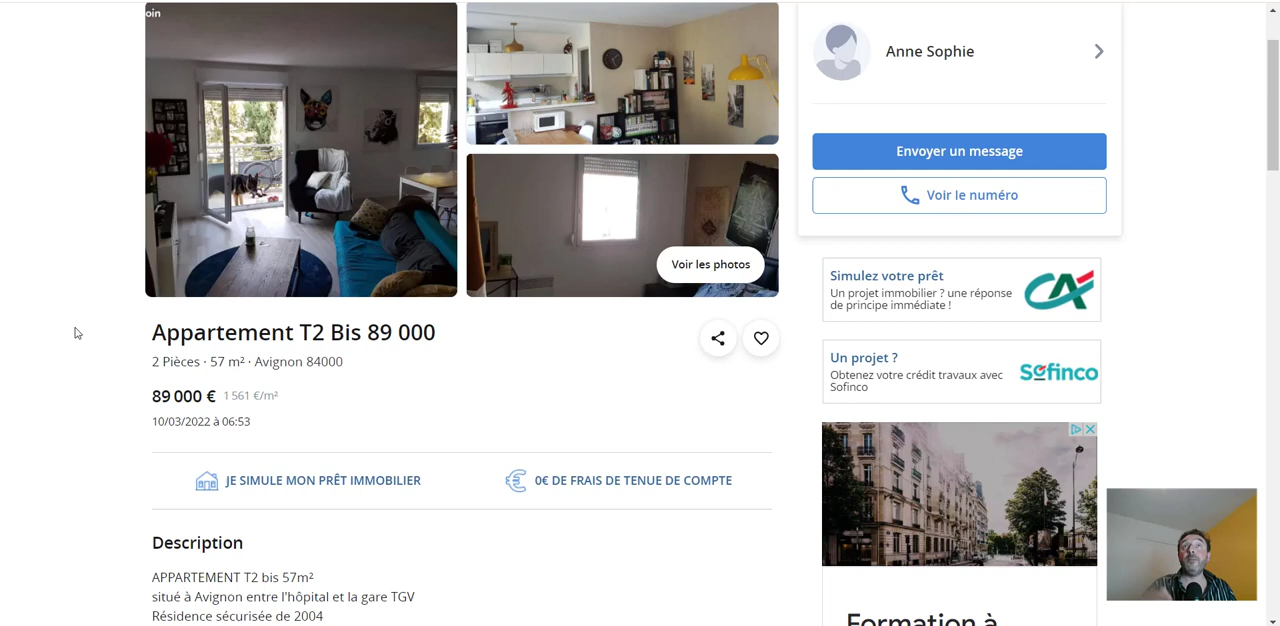 oin
Voir les photos
Anne Sophie
Envoyer un message
Voir le numéro
Simulez votre prêt
Un projet immobilier ? une réponse
de principe immédiate !
CA
Un projet ?
Obtenez votre crédit travaux avec
Sofinco
Sofinco
Appartement T2 Bis 89 000
2 Pièces · 57 m² · Avignon 84000
89 000 € 1 561 €/m²
10/03/2022 à 06:53
JE SIMULE MON PRÊT IMMOBILIER
0€ DE FRAIS DE TENUE DE COMPTE
Description
APPARTEMENT T2 bis 57m²
situé à Avignon entre l'hôpital et la gare TGV
Résidence sécurisée de 2004
Formation à